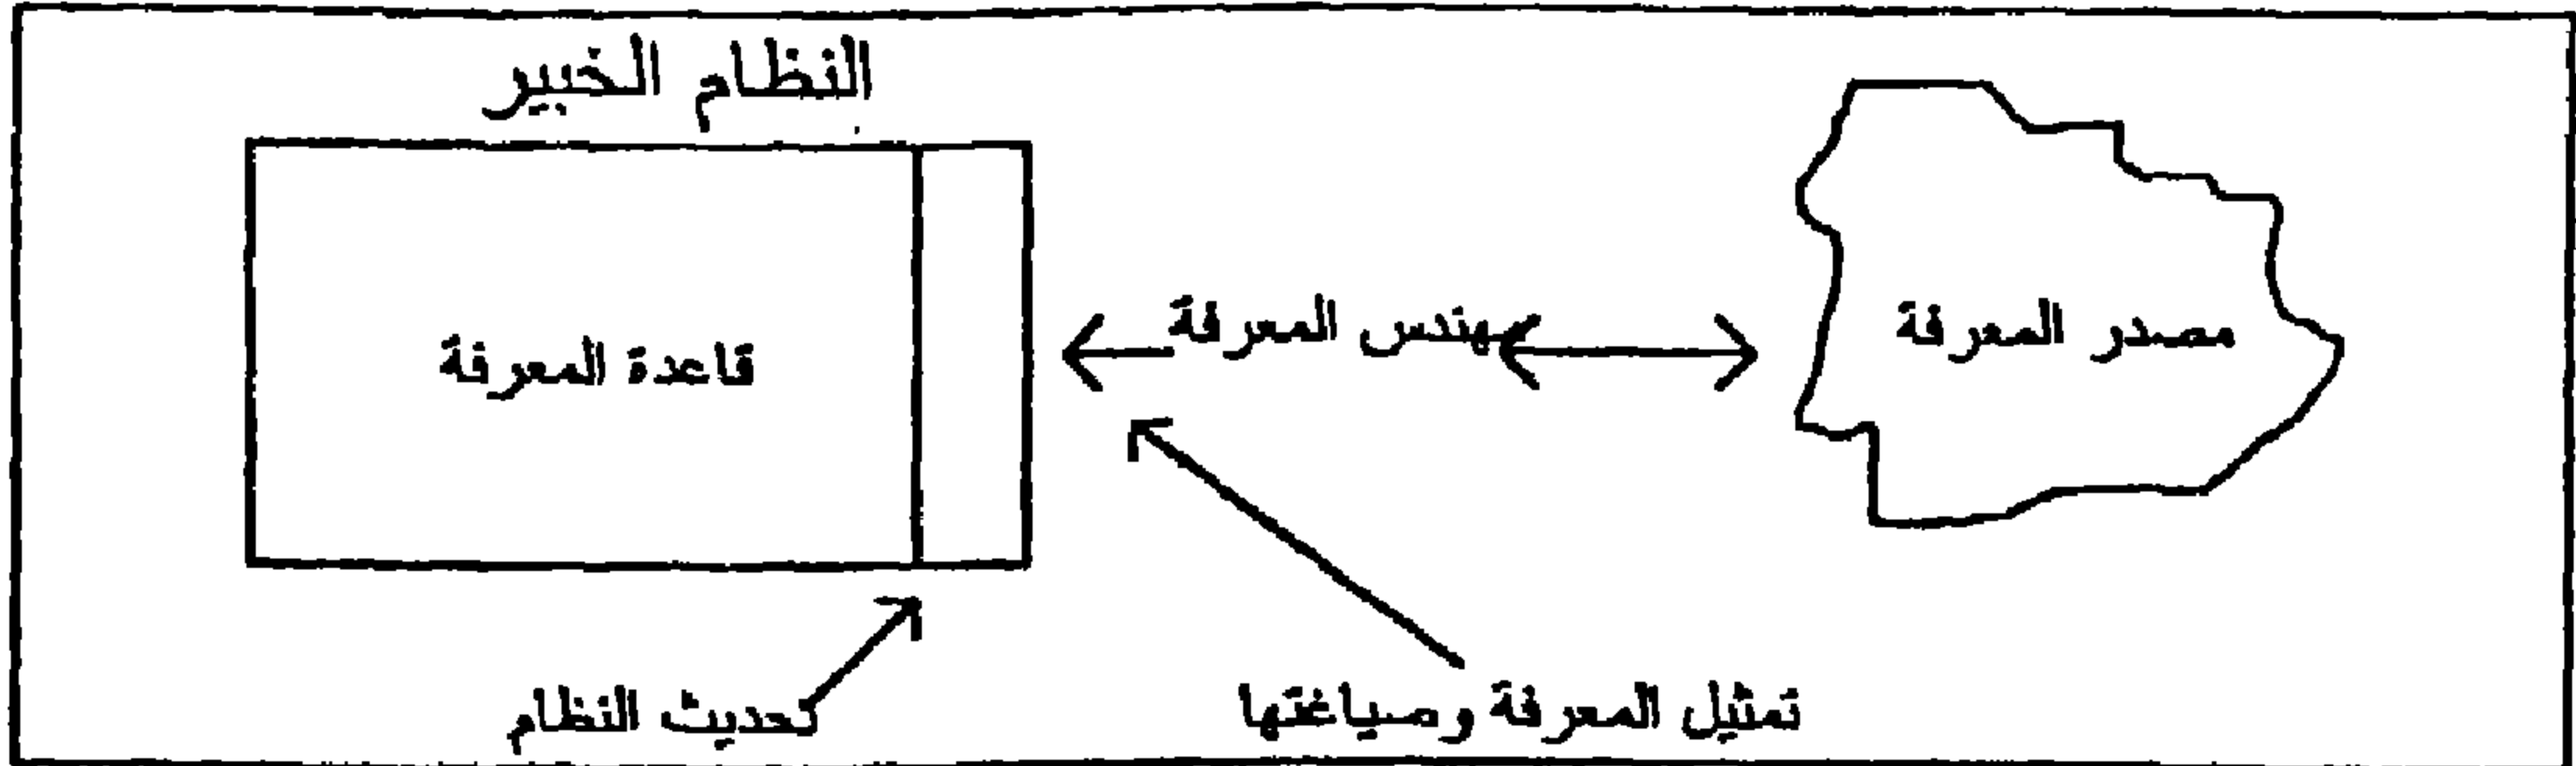 النظام الخبير
مصدر المعرفة
مهندس المعرفة
قاعدة المعرفة
تمثيل المعرفة وصياغتها
تحديث النظام